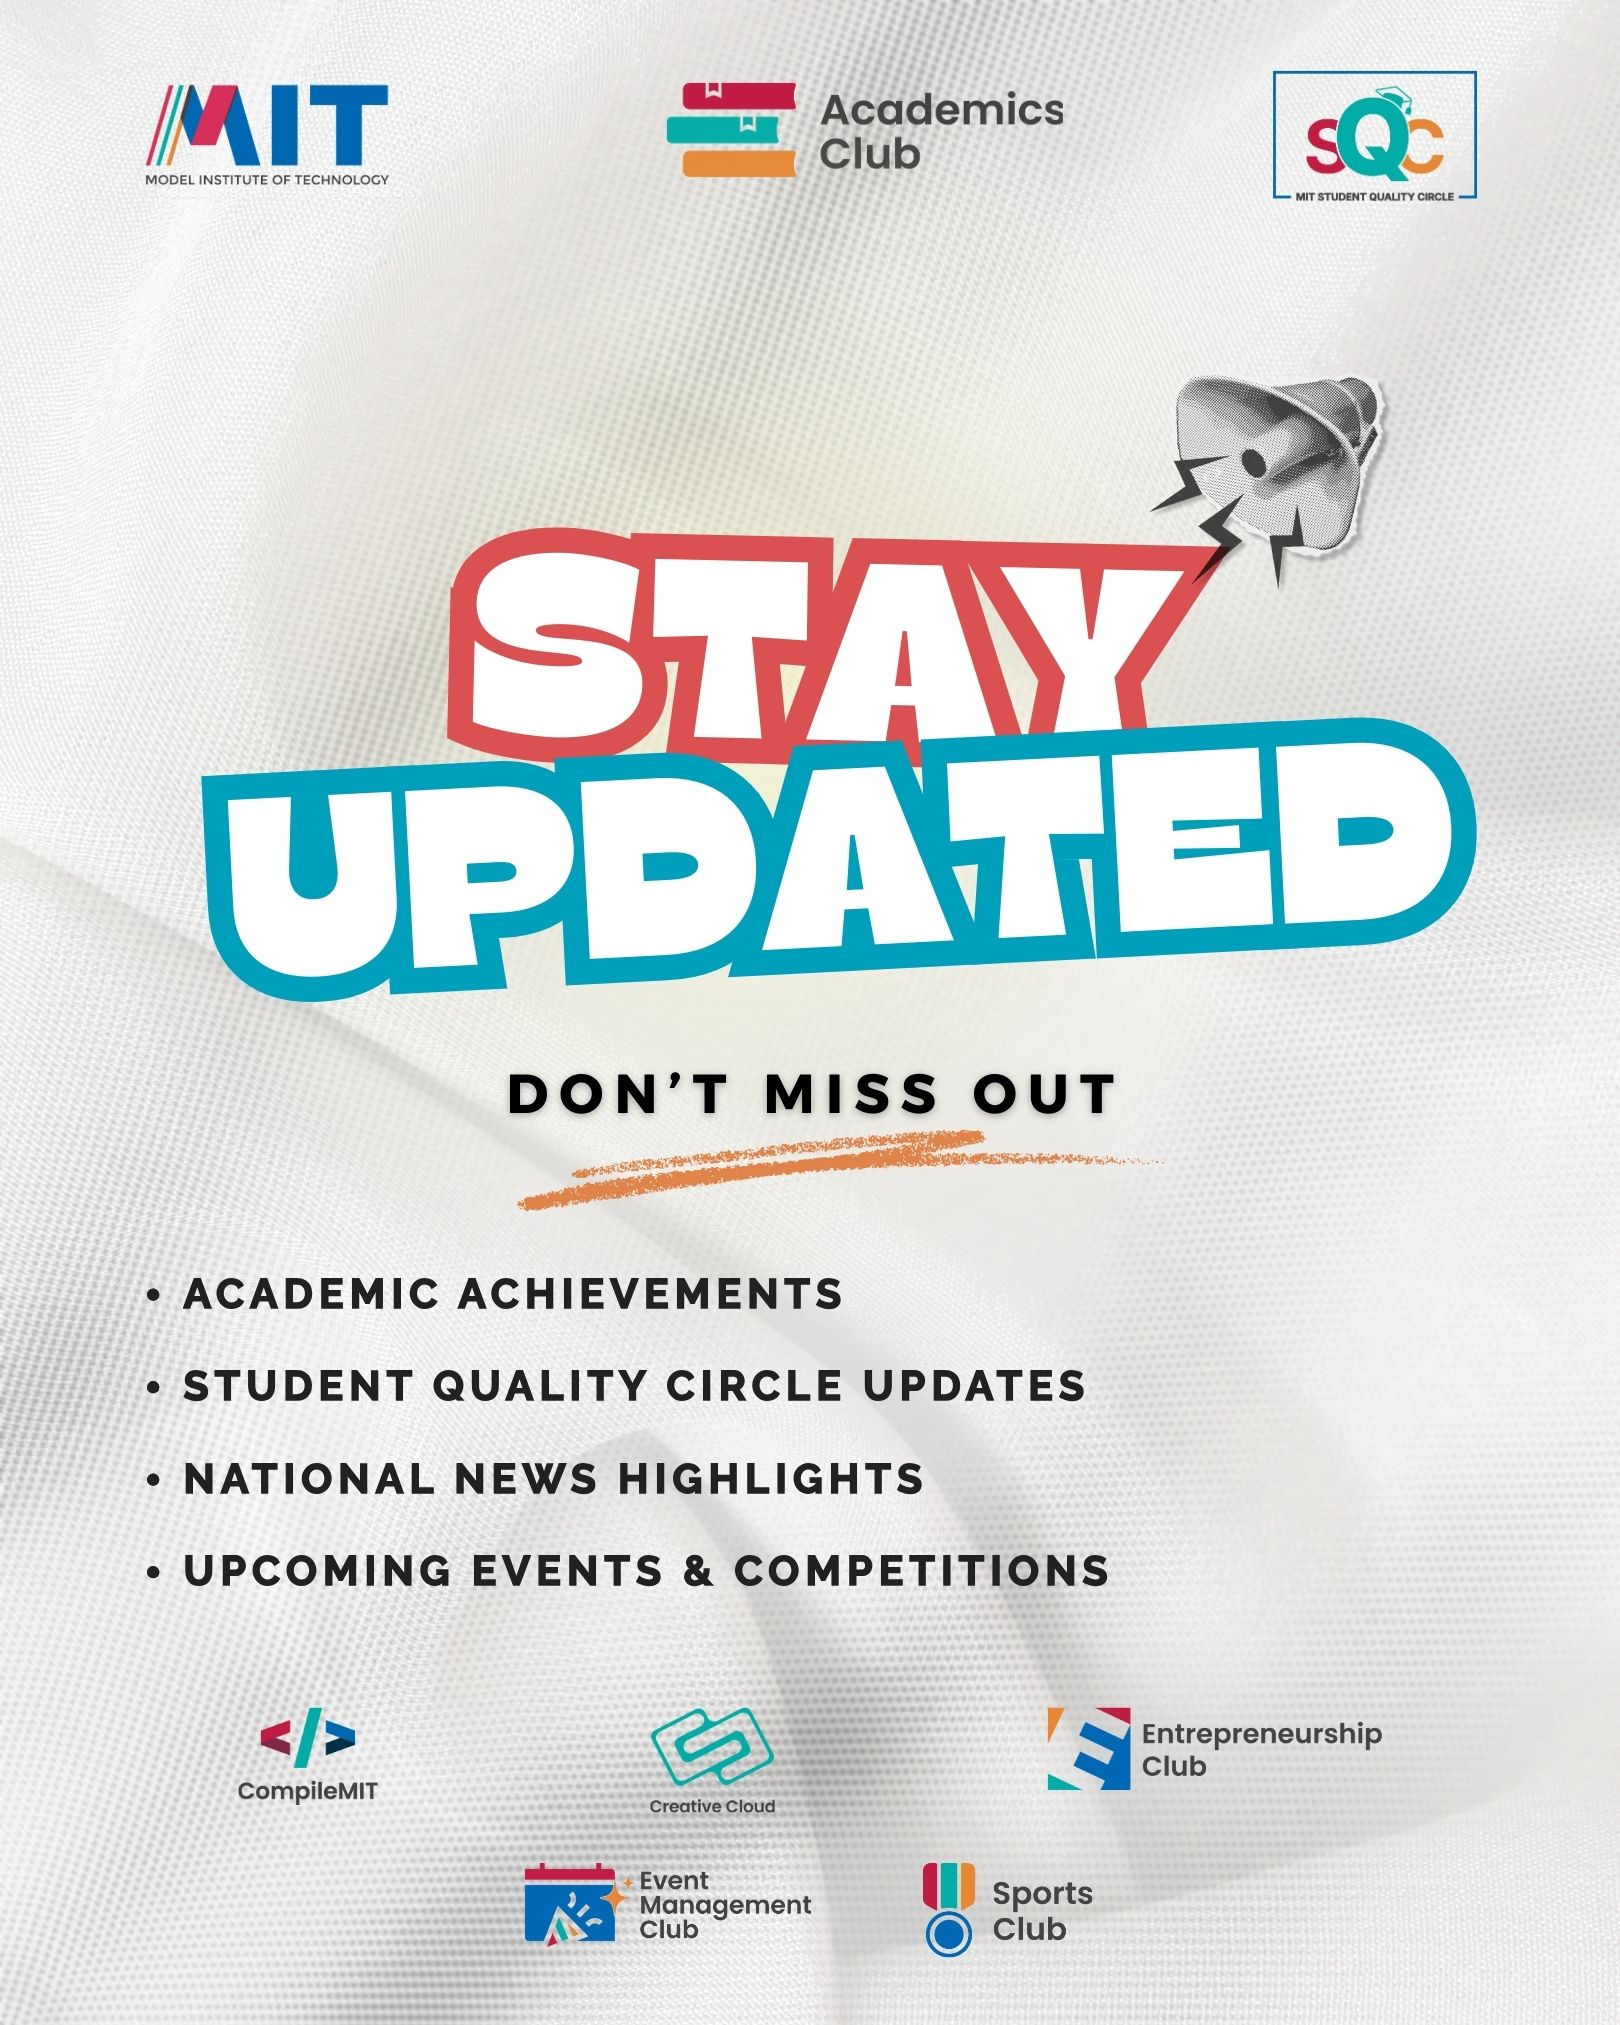 MIT
MODEL INSTITUTE OF TECHNOLOGY
Academics
Club
SQC
MIT STUDENT QUALITY CIRCLE
STAY
UPDATED
DON'T MISS OUT
• ACADEMIC ACHIEVEMENTS
• STUDENT QUALITY CIRCLE UPDATES
• NATIONAL NEWS HIGHLIGHTS
• UPCOMING EVENTS & COMPETITIONS
</>
CompileMIT
Creative Cloud
Entrepreneurship
Club
Event
Management
Club
Sports
Club